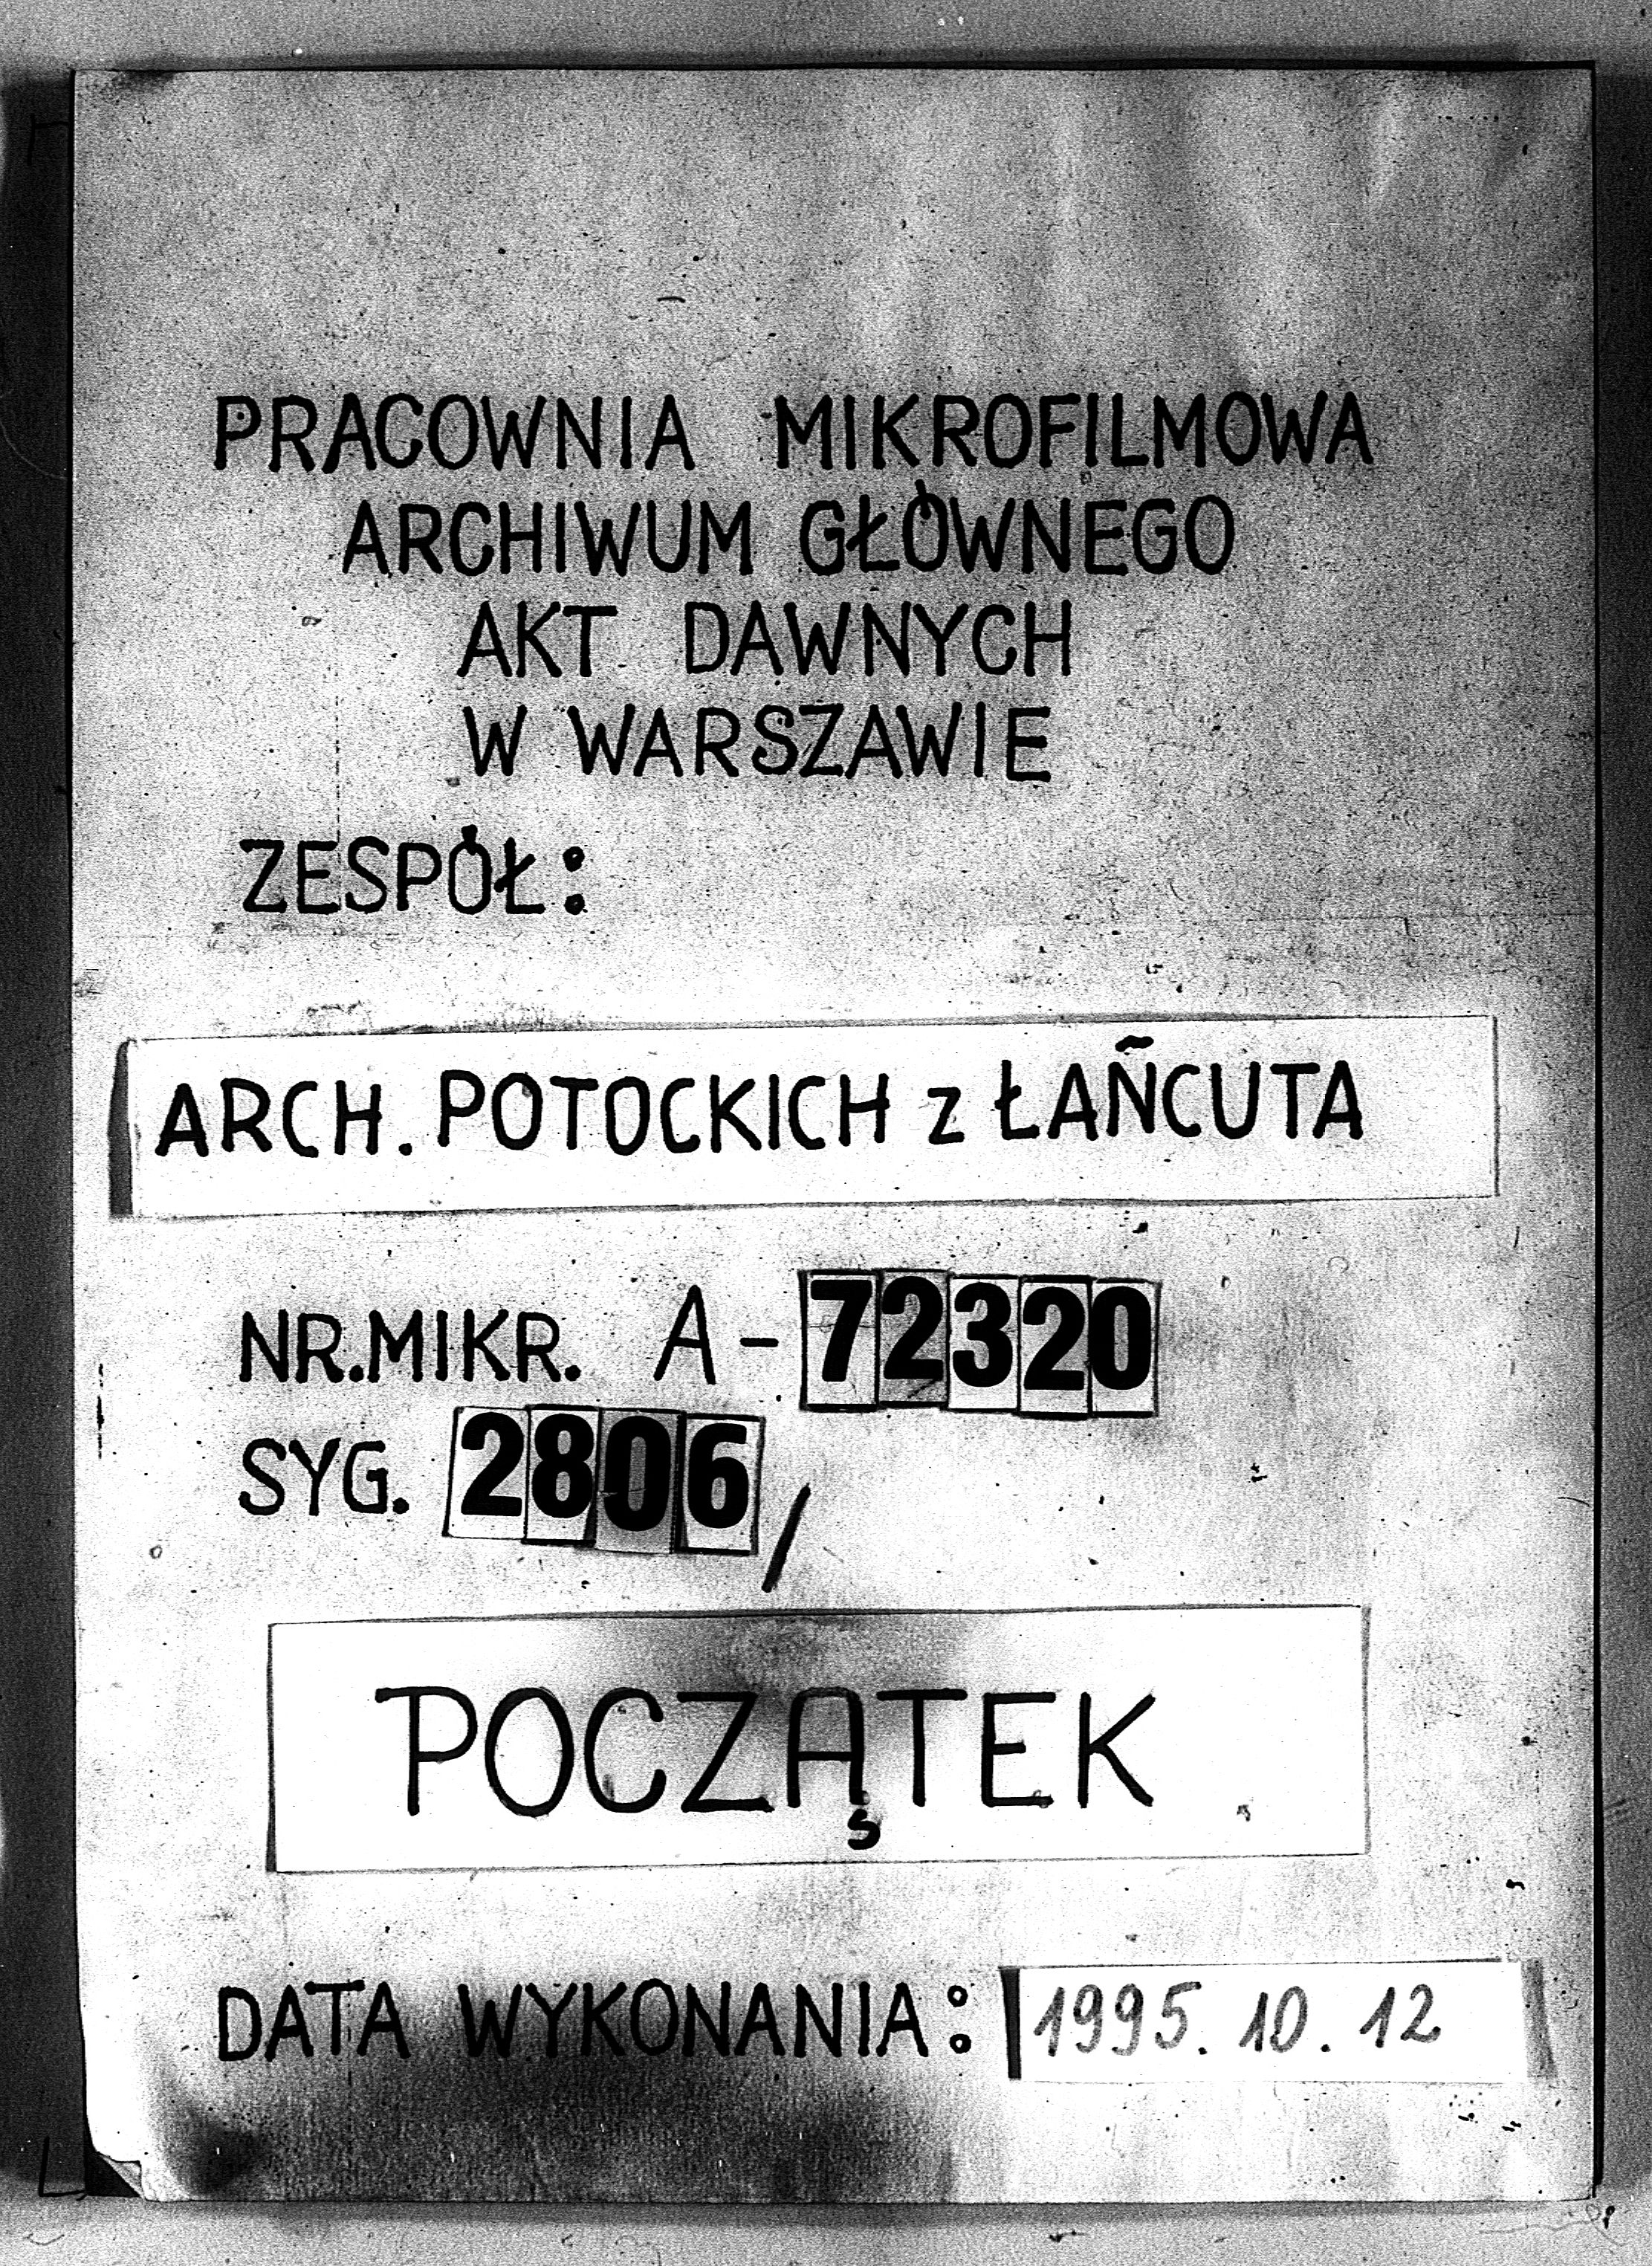 PRACOWNIA MIKROFILMOWA
ARCHIWUM GŁÓWNEGO
AKT DAWNYCH
W WARSZAWIE
ZESPÓŁ:
ARCH. POTOCKICH z ŁAŃCUTA
NR.MIKR. A-72320
SYG. 2806/
POCZĄTEK
DATA WYKONANIA: 1995. 10. 12